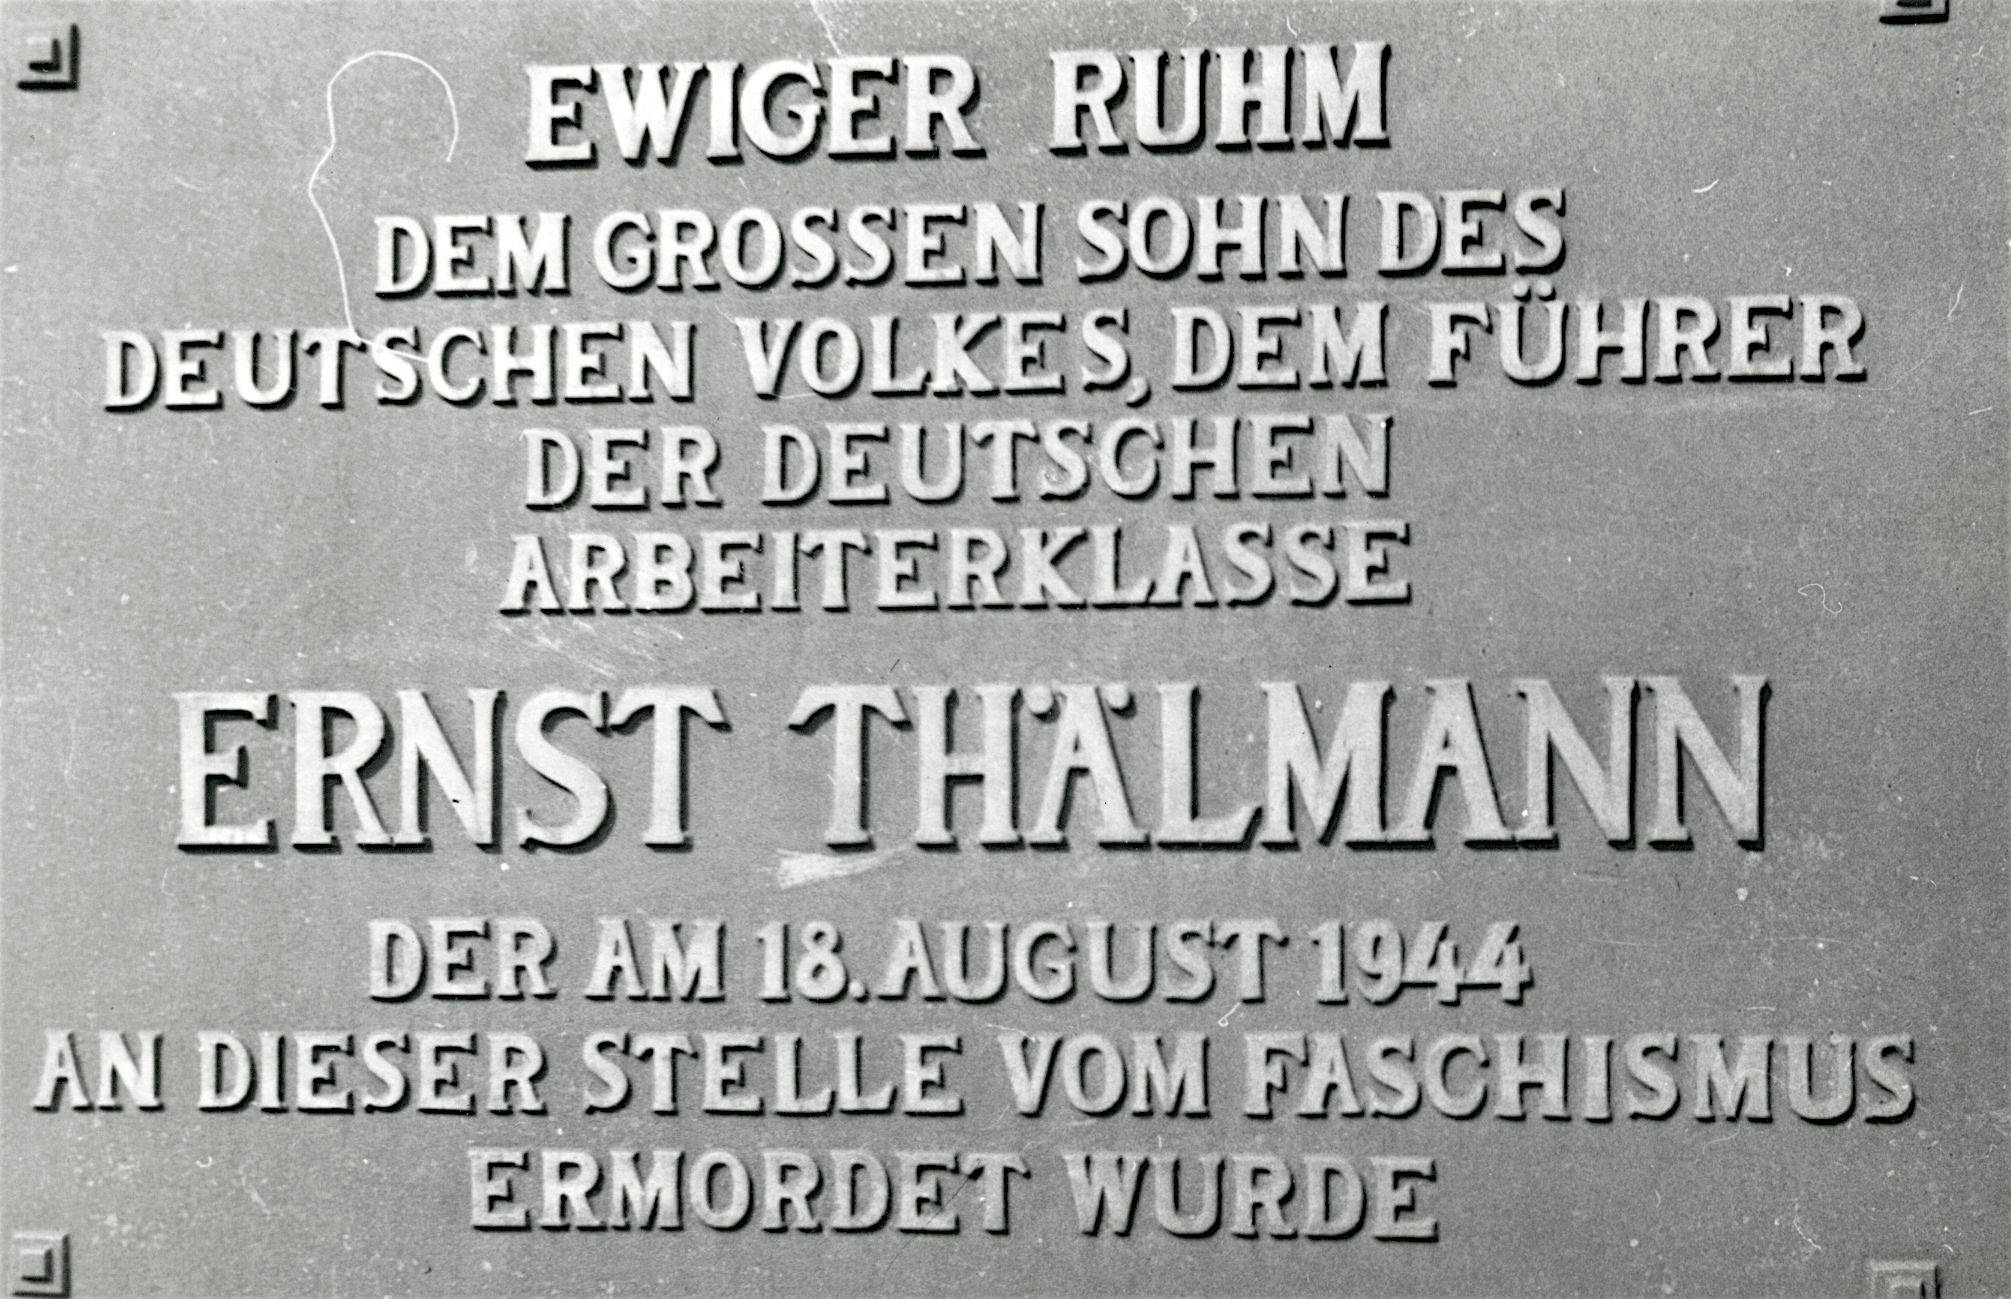 EWIGER RUHM
DEM GROSSEN SOHN DES
DEUTSCHEN VOLKES, DEM FÜHRER
DER DEUTSCHEN
ARBEITERKLASSE
ERNST THÄLMANN
DER AM 18. AUGUST 1944
AN DIESER STELLE VOM FASCHISMUS
ERMORDET WURDE